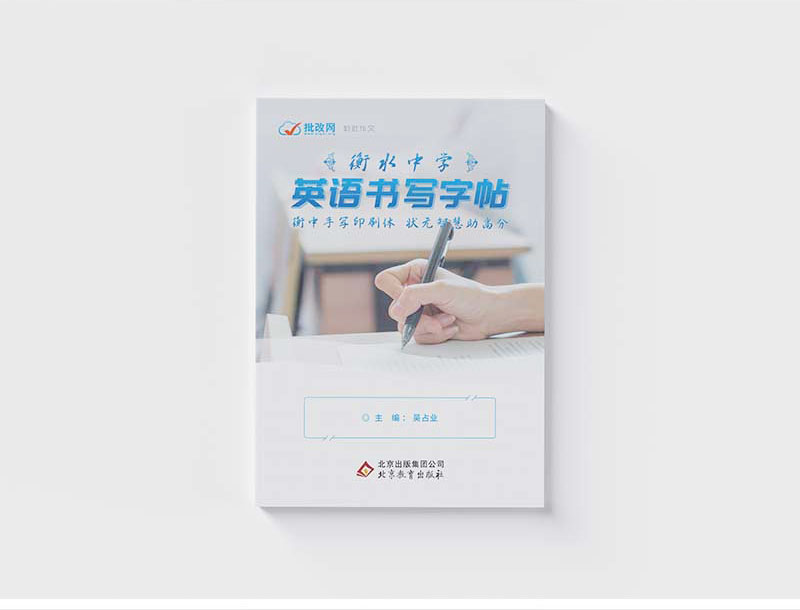 批改网
衡水中学
英语书写字帖
衡中手写印刷体 状元智慧助高分
◎ 主 编：吴占业
北京出版集团公司
北京教育出版社